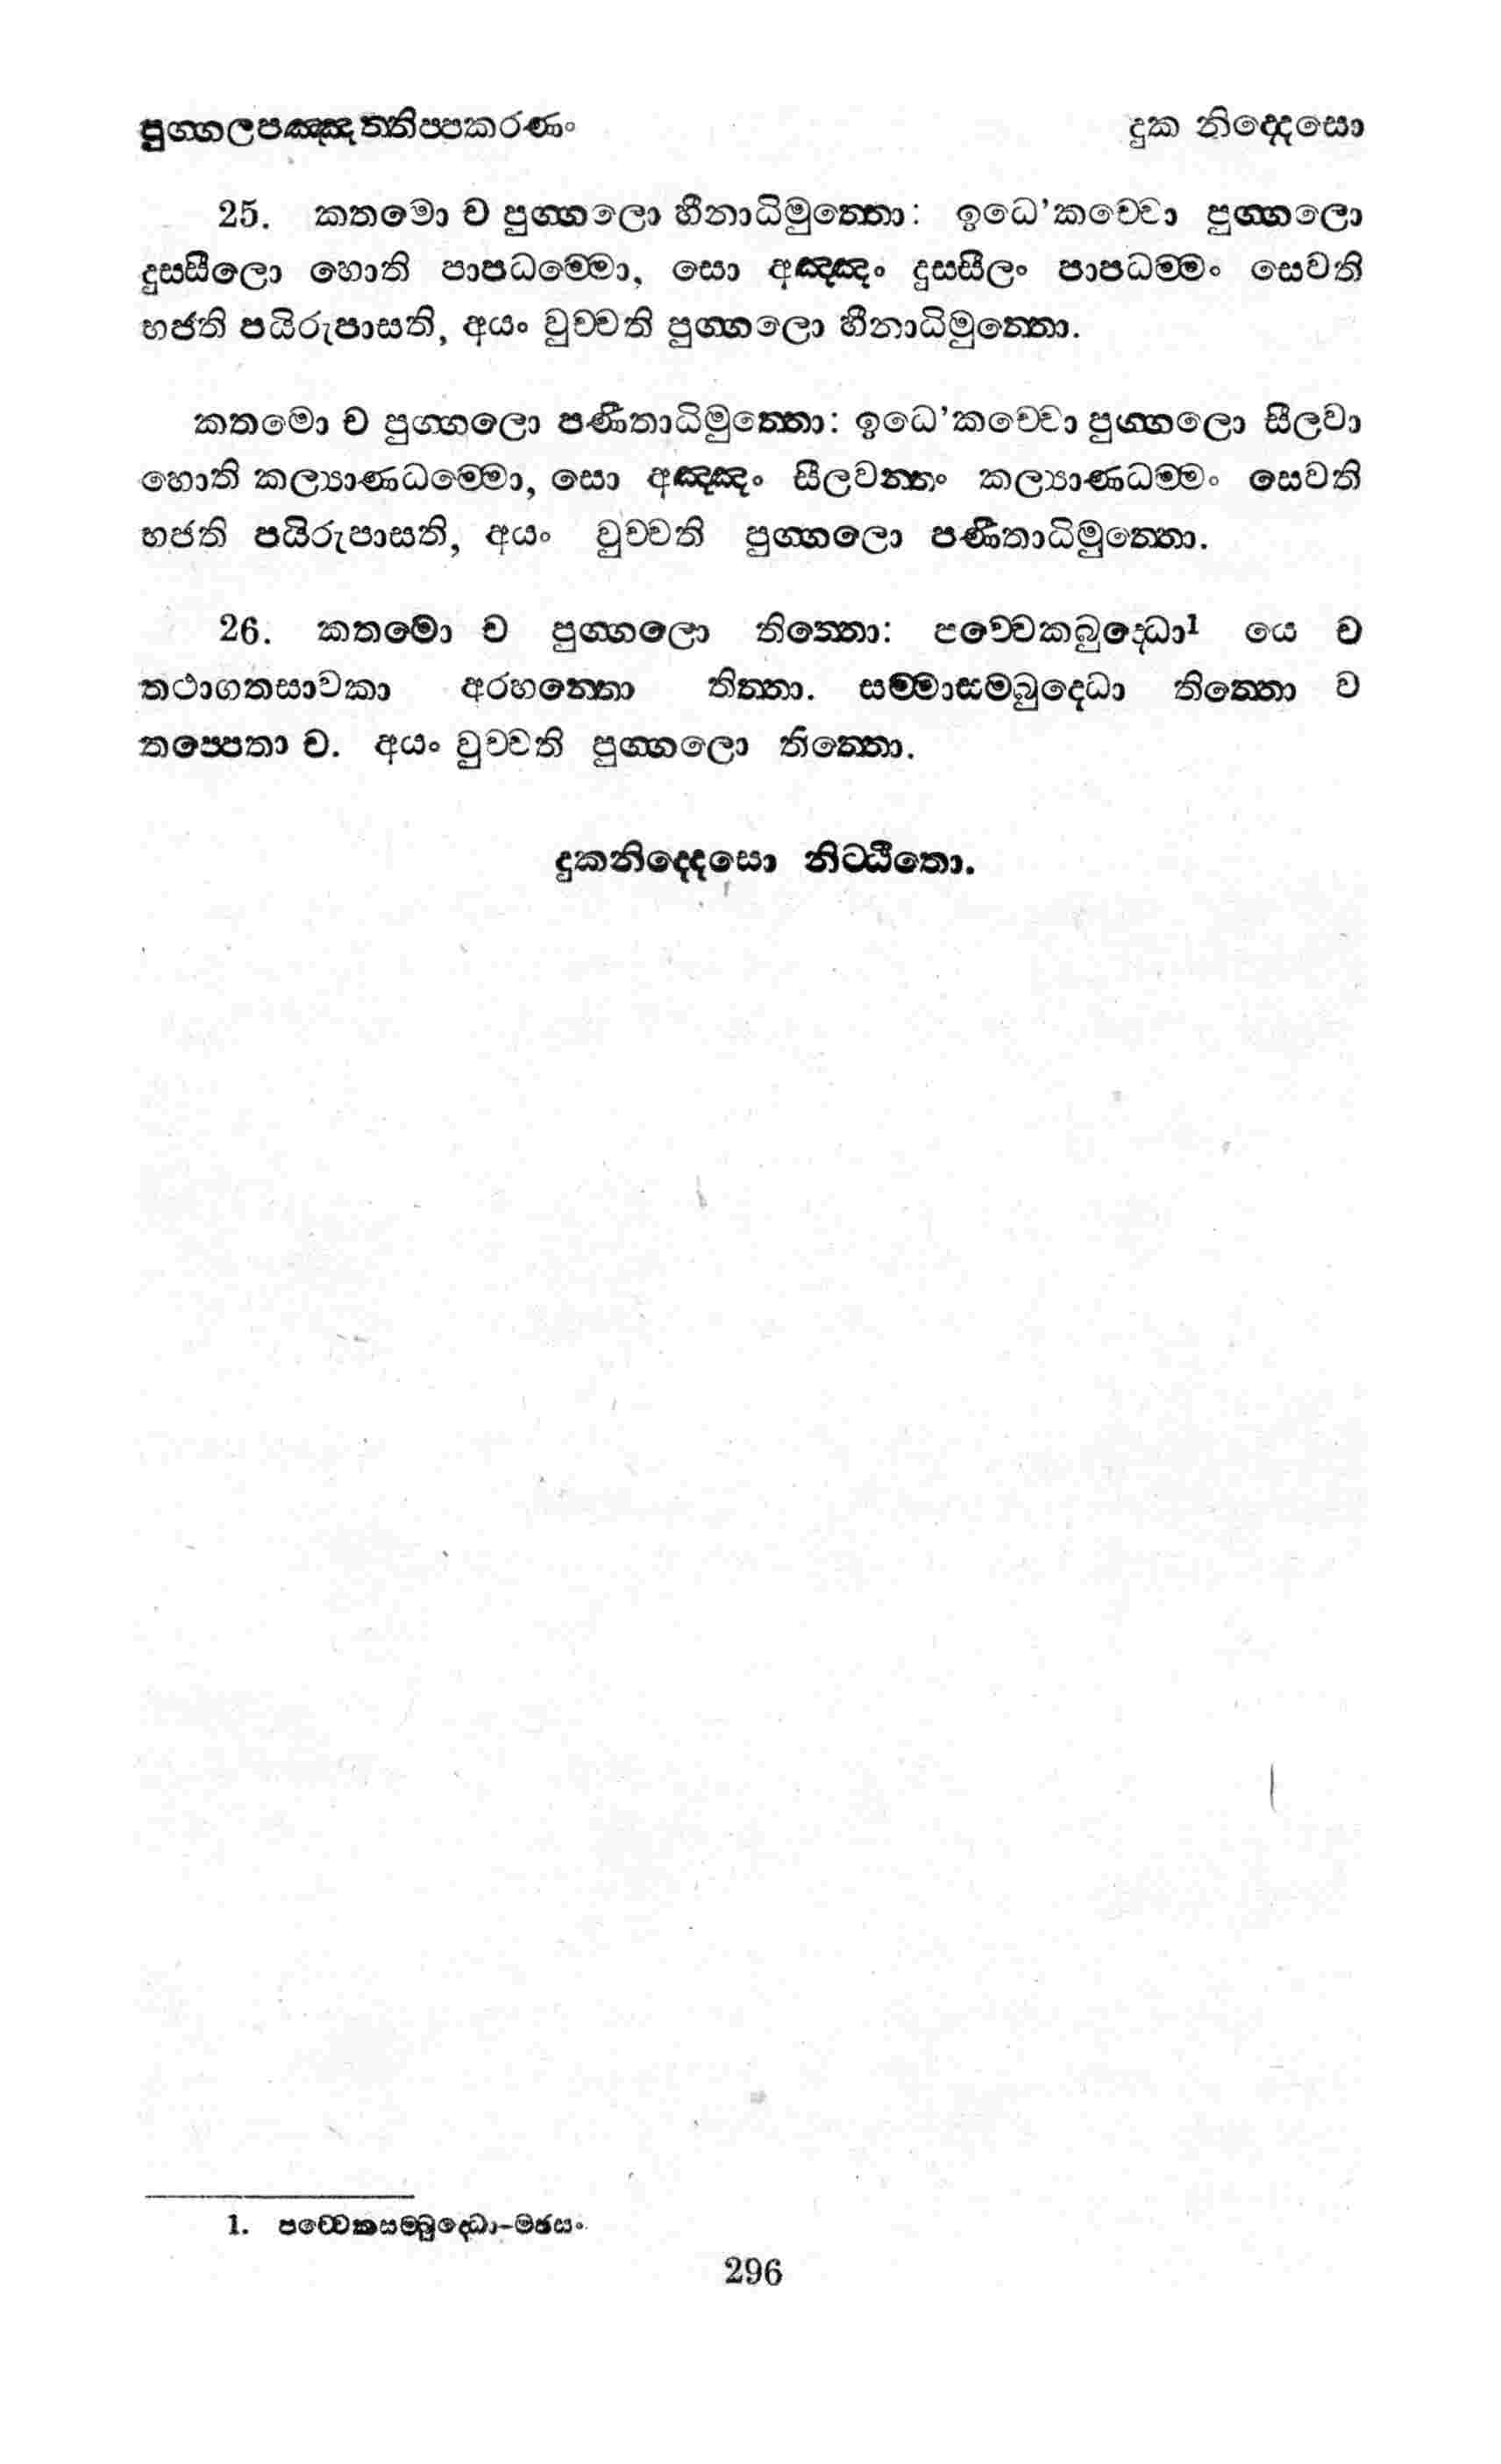 පුග්ගලපඤ්ඤත්තිප්පකරණං දුක නිද්දෙසො
25. කතමො ච පුග්ගලො හීනාධිමුත්තො: ඉධෙ'කච්චො පුග්ගලො
දුස්සීලො හොති පාපධම්මො, සො අඤ්ඤං දුස්සීලං පාපධම්මං සෙවති
භජති පයිරුපාසති, අයං වුච්චති පුග්ගලො හීනාධිමුත්තො.
කතමො ච පුග්ගලො පණීතාධිමුත්තො: ඉධෙ'කච්චො පුග්ගලො සීලවා
හොති කල්‍යාණධම්මො, සො අඤ්ඤං සීලවන්තං කල්‍යාණධම්මං සෙවති
භජති පයිරුපාසති, අයං වුච්චති පුග්ගලො පණීතාධිමුත්තො.
26. කතමො ච පුග්ගලො තිත්තො: පච්චෙකබුද්ධො¹ යෙ ච
තථාගතසාවකා අරහන්තො තිත්තා. සම්මාසම්බුද්ධො තිත්තො ච
තප්පෙතා ච. අයං වුච්චති පුග්ගලො තිත්තො.
දුකනිද්දෙසො නිට්ඨීතො.
1. පච්චෙකසම්බුද්ධො-මඡසං.
296